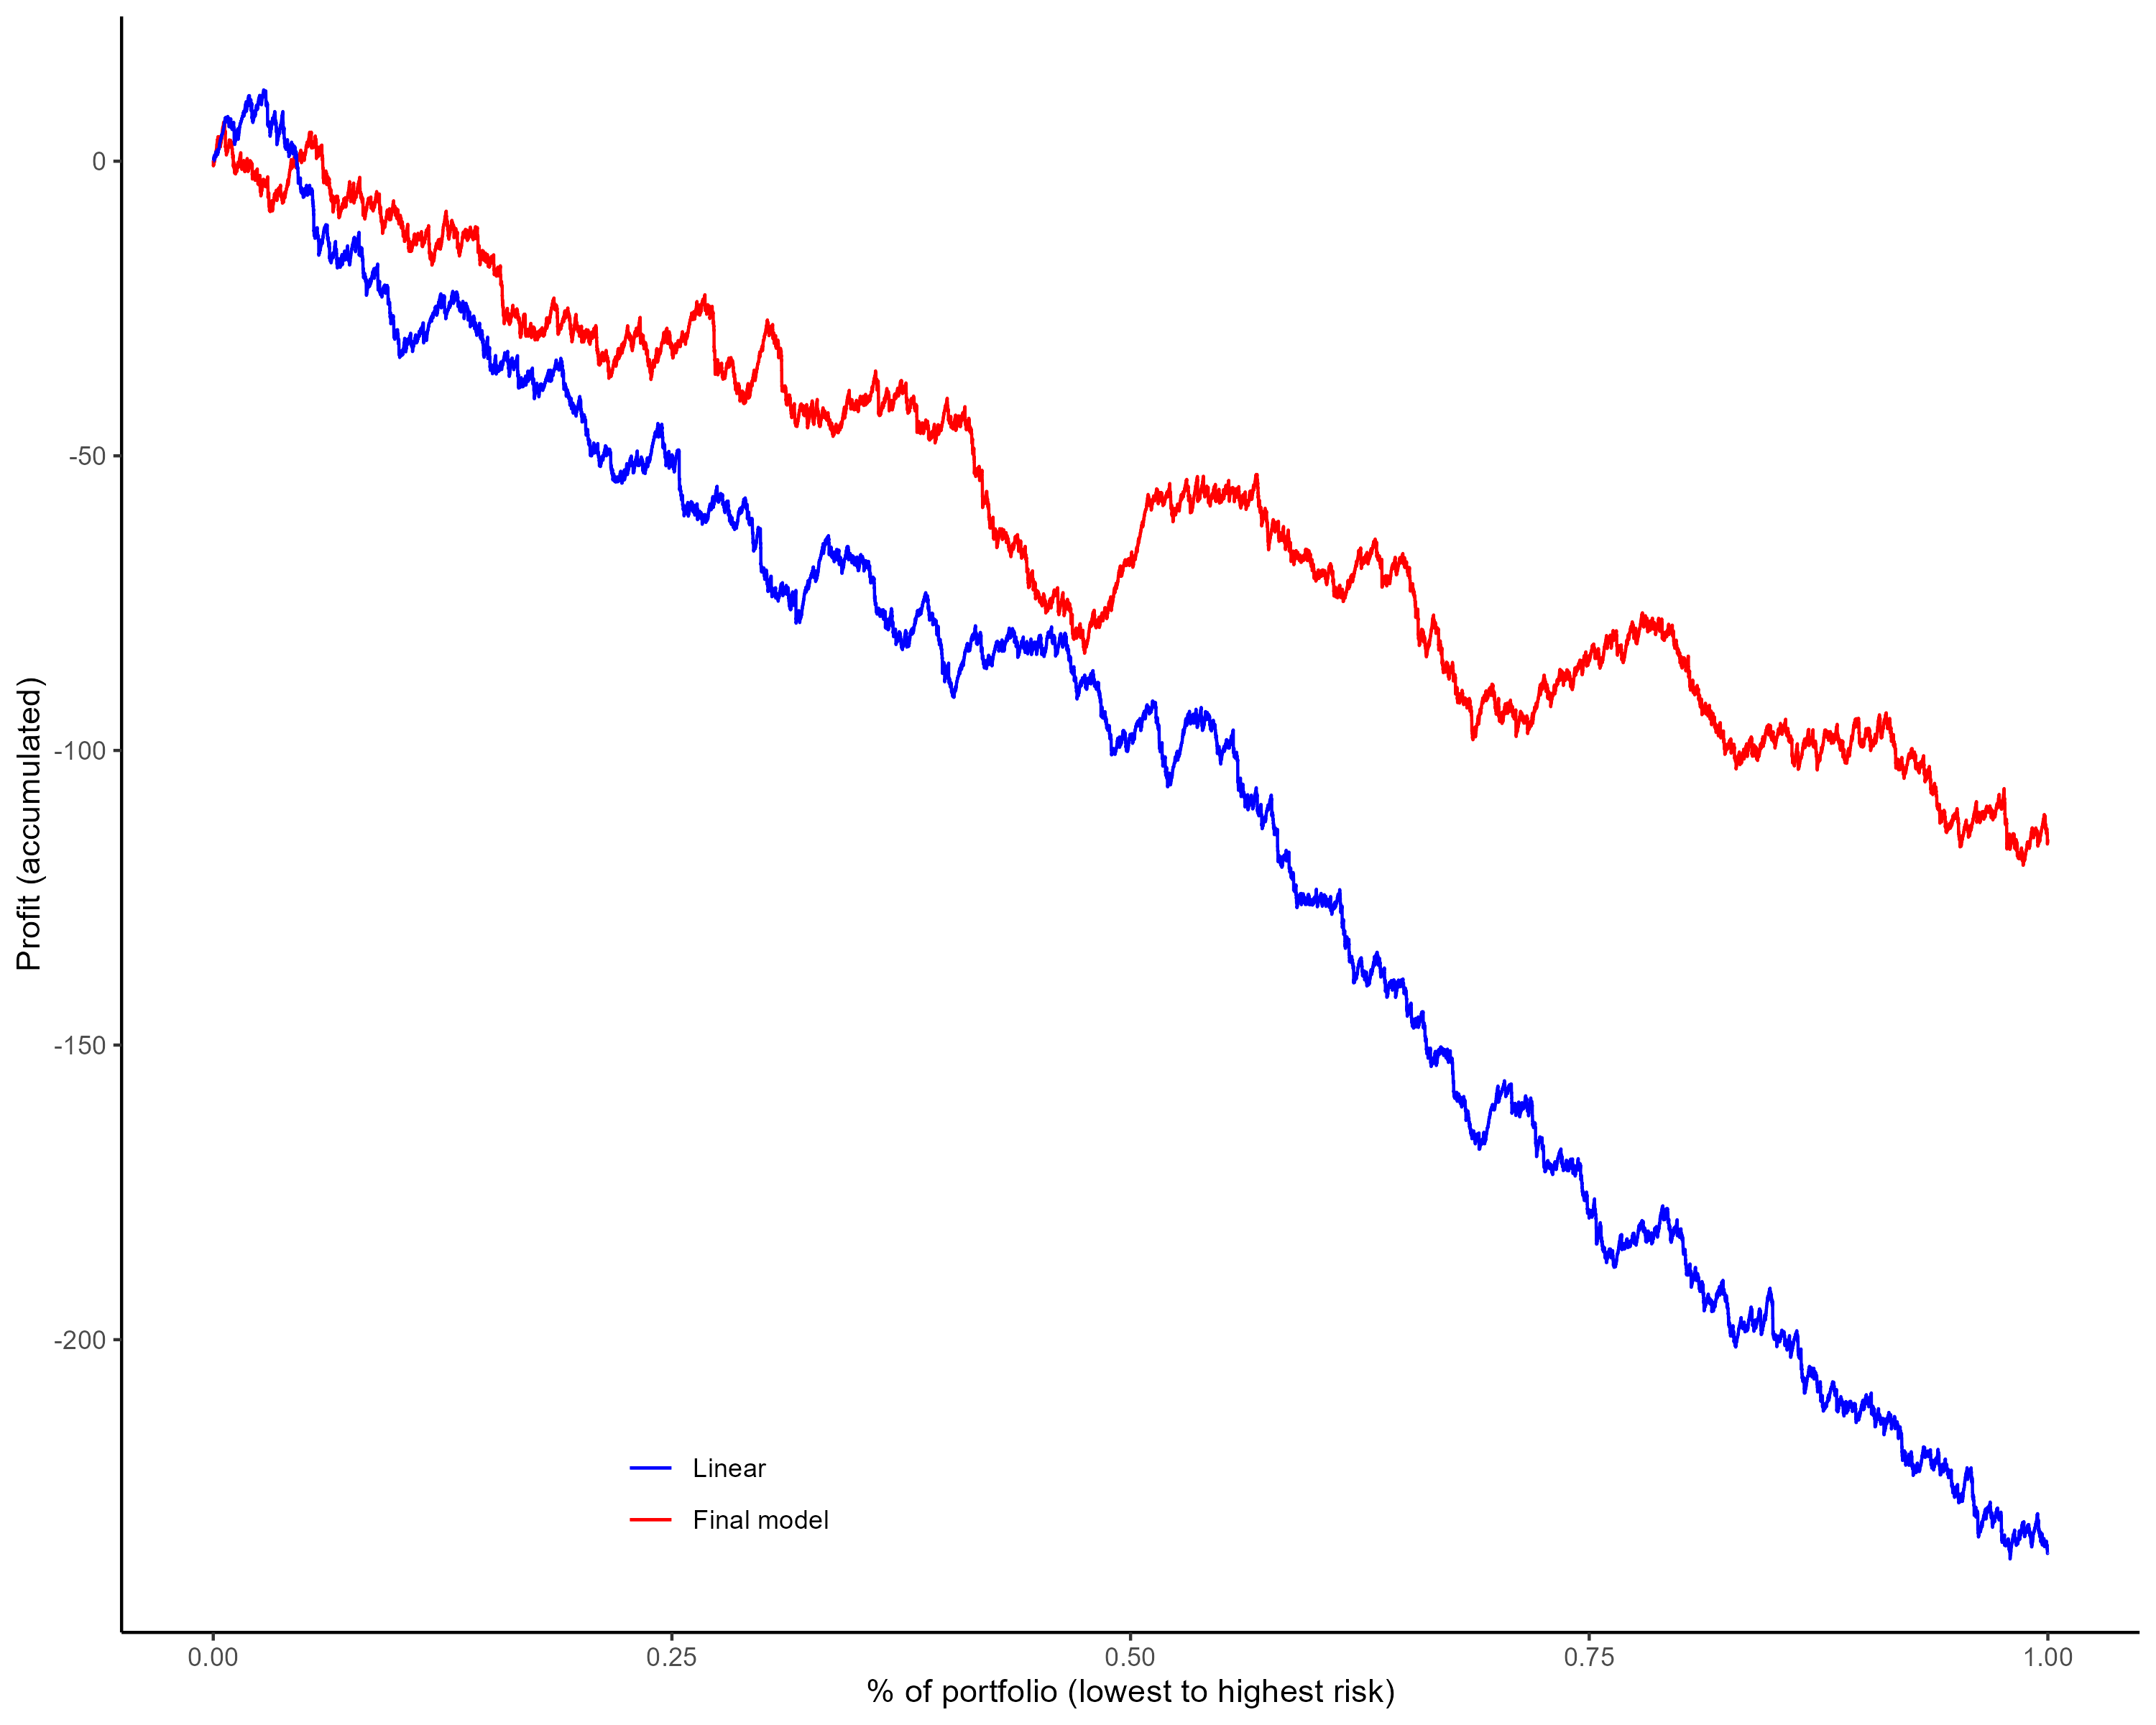 0
-50
-100
-150
-200
Profit (accumulated)
Linear
Final model
0.00 0.25 0.50 0.75 1.00
% of portfolio (lowest to highest risk)